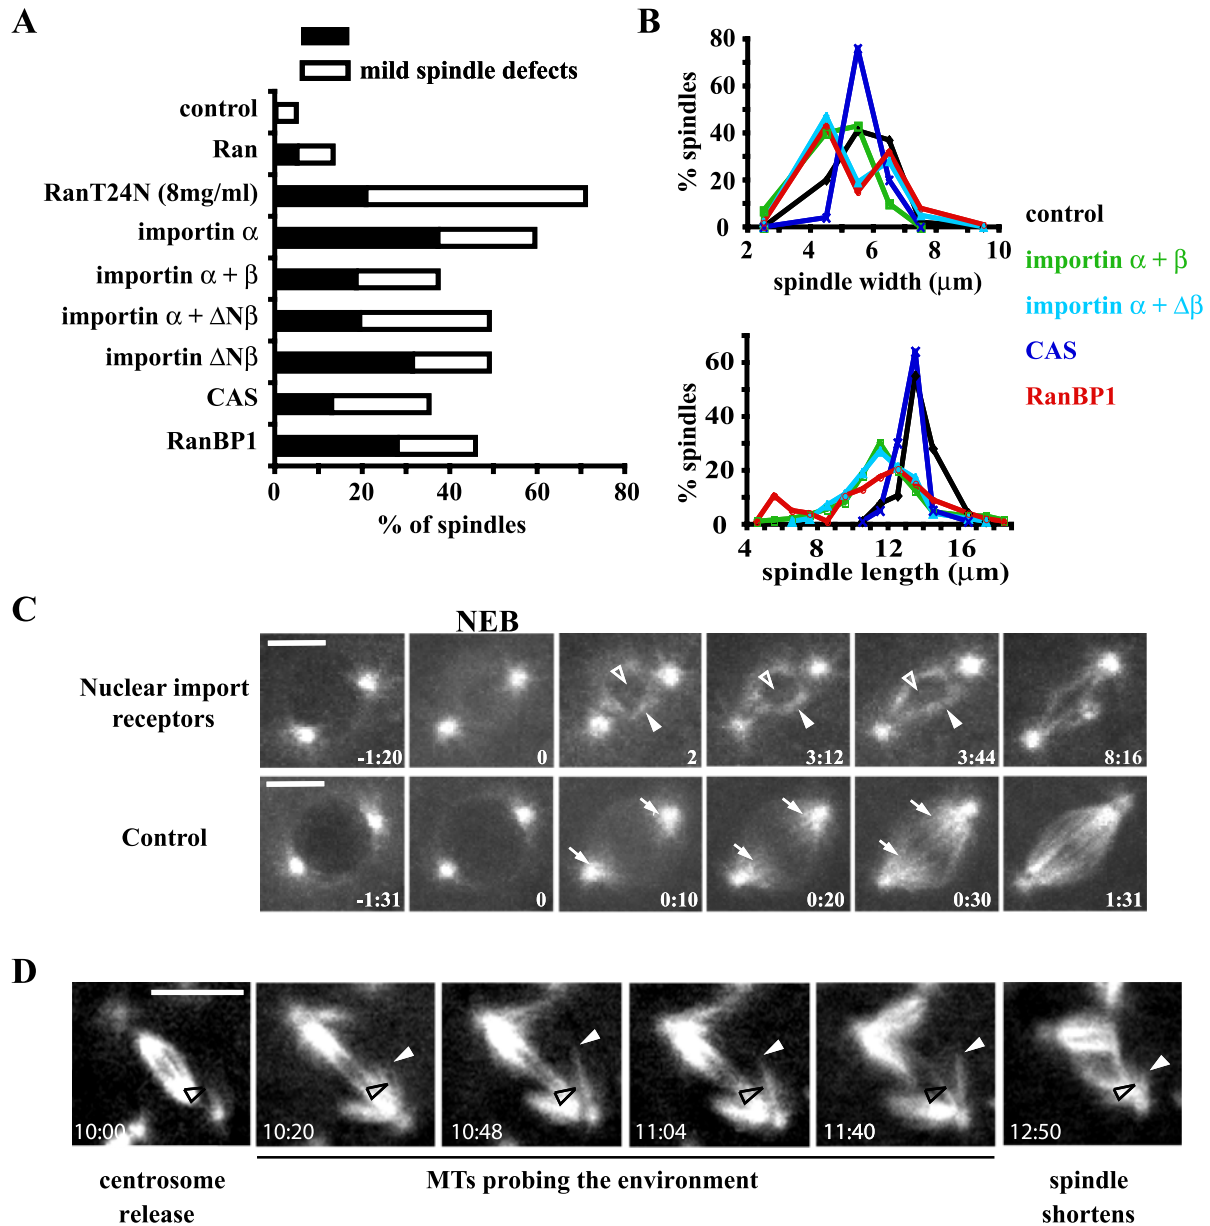 A
mild spindle defects
control
Ran
RanT24N (8mg/ml)
importin α
importin α + β
importin α + ΔNβ
importin ΔNβ
CAS
RanBP1
0 20 40 60 80
% of spindles
B
% spindles
80
60
40
20
0
2 4 6 8 10
spindle width (μm)
% spindles
60
40
20
0
4 8 12 16
spindle length (μm)
control
importin α + β
importin α + Δβ
CAS
RanBP1
C
NEB
Nuclear import
receptors
-1:20 0 2 3:12 3:44 8:16
Control
-1:31 0 0:10 0:20 0:30 1:31
D
10:00 10:20 10:48 11:04 11:40 12:50
centrosome
release
MTs probing the environment
spindle
shortens